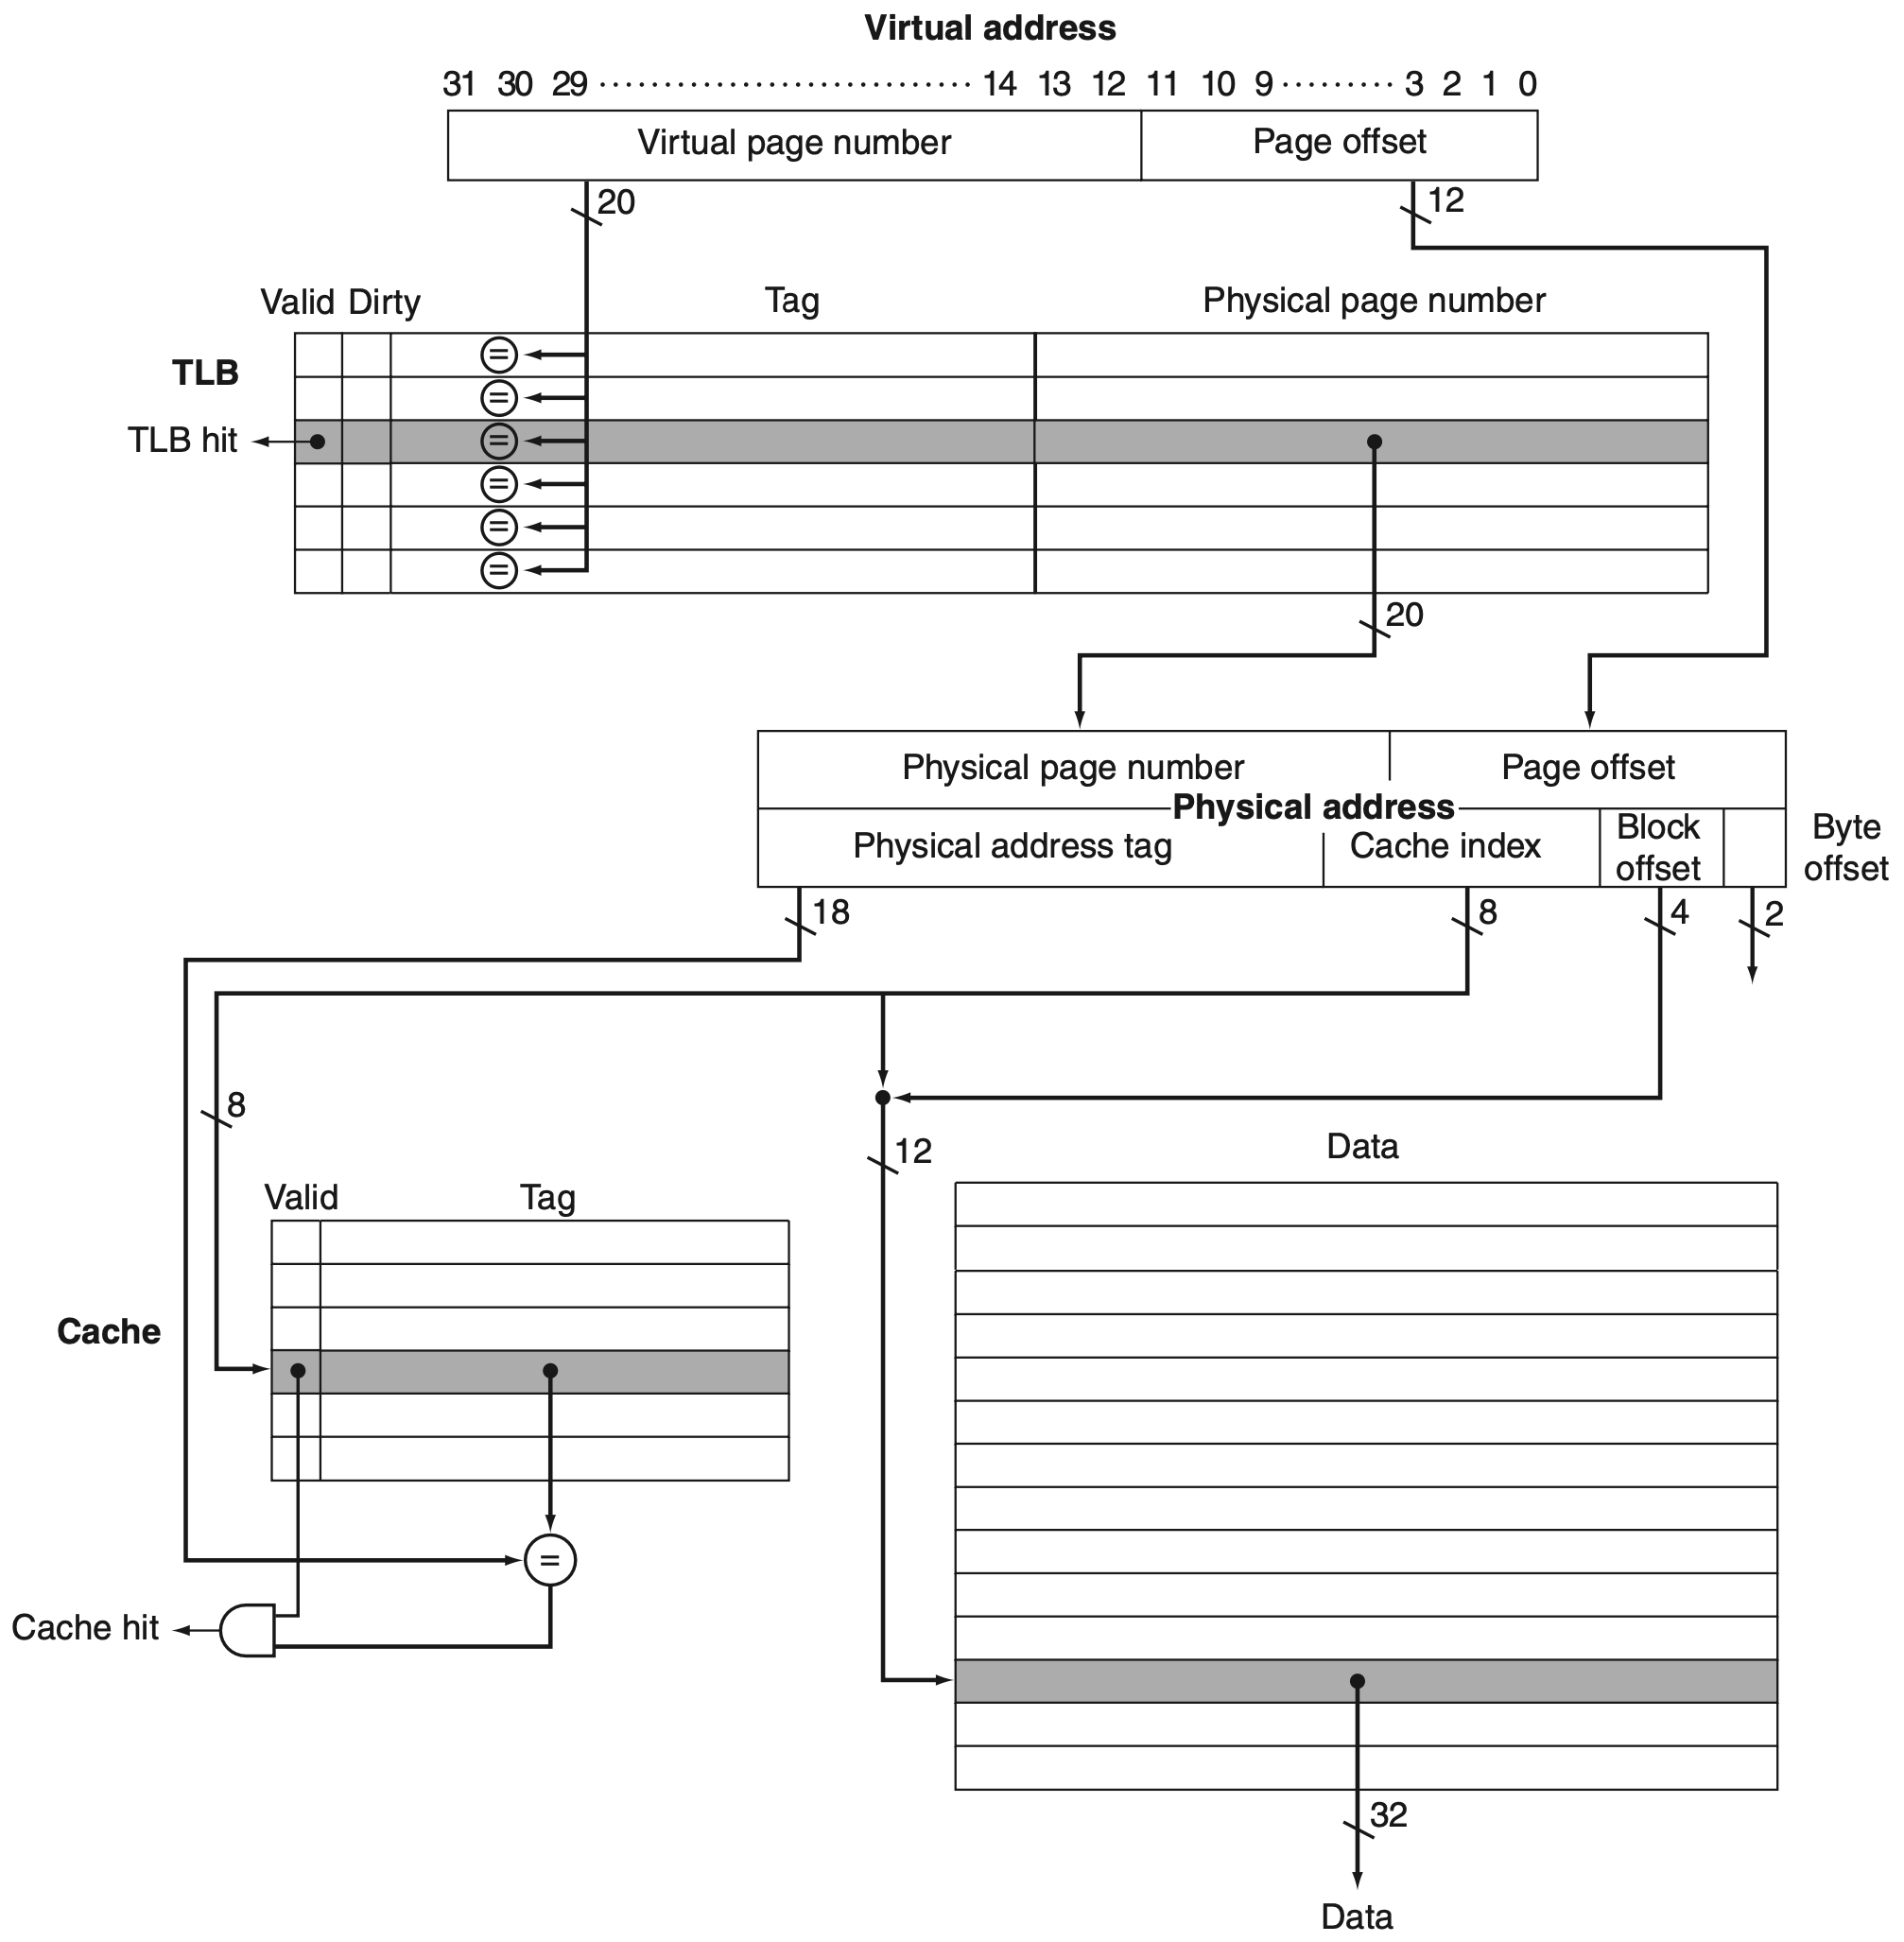 Virtual address
31 30 29 ........................... 14 13 12 11 10 9 ......... 3 2 1 0
Virtual page number Page offset
20 12
Valid Dirty Tag Physical page number
TLB
= 
=
TLB hit =
=
=
=
20
Physical page number Page offset
Physical address
Physical address tag Cache index Block offset Byte offset
18 8 4 2
8
12
Data
Valid Tag
Cache
=
Cache hit
32
Data